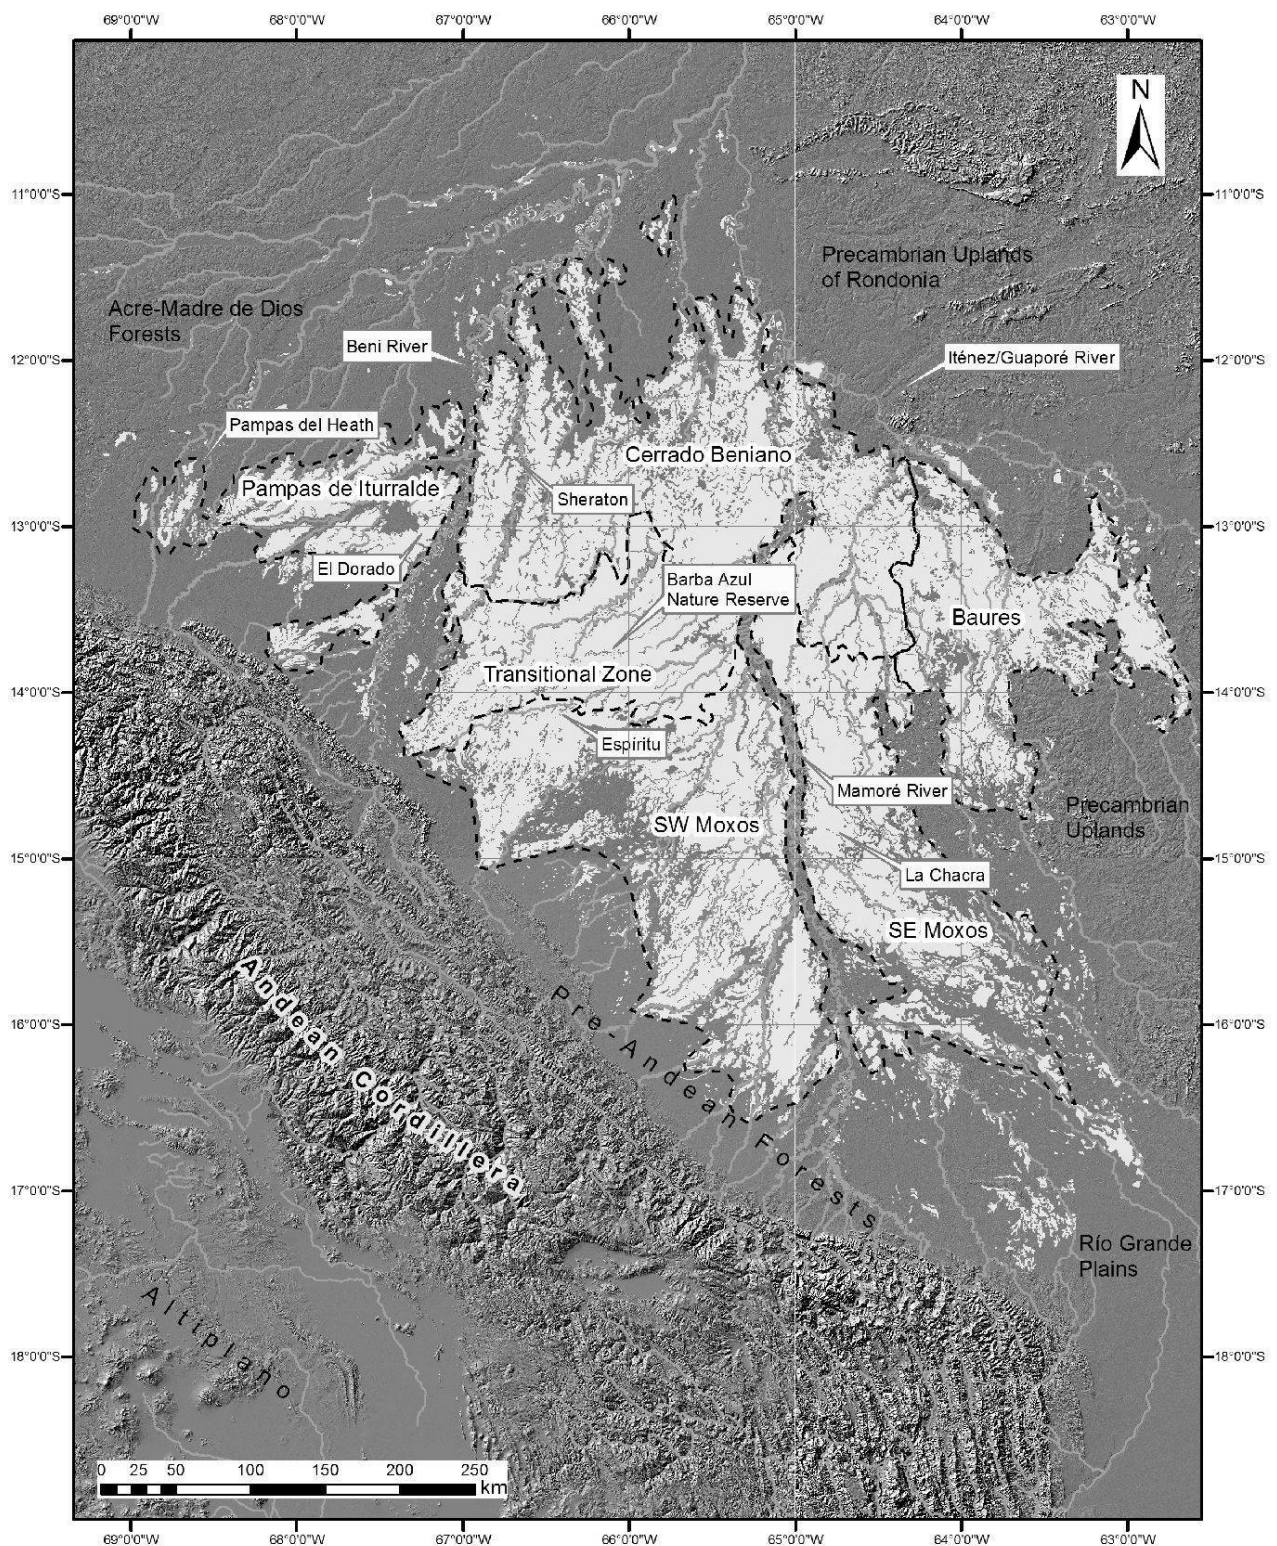 69°0'0"W 68°0'0"W 67°0'0"W 66°0'0"W 65°0'0"W 64°0'0"W 63°0'0"W
N
11°0'0"S 11°0'0"S
Precambrian Uplands
of Rondonia
Acre-Madre de Dios
Forests
Beni River
12°0'0"S 12°0'0"S
Iténez/Guaporé River
Pampas del Heath
Cerrado Beniano
Pampas de Iturralde
Sheraton
13°0'0"S 13°0'0"S
El Dorado
Barba Azul
Nature Reserve
Baures
Transitional Zone
14°0'0"S 14°0'0"S
Espíritu
Mamoré River
Precambrian
Uplands
SW Moxos
15°0'0"S 15°0'0"S
La Chacra
SE Moxos
Andean Cordillera
Pre-Andean-Forests
16°0'0"S 16°0'0"S
17°0'0"S 17°0'0"S
Río Grande
Plains
Altiplano
18°0'0"S 18°0'0"S
0 25 50 100 150 200 250
km
69°0'0"W 68°0'0"W 67°0'0"W 66°0'0"W 65°0'0"W 64°0'0"W 63°0'0"W